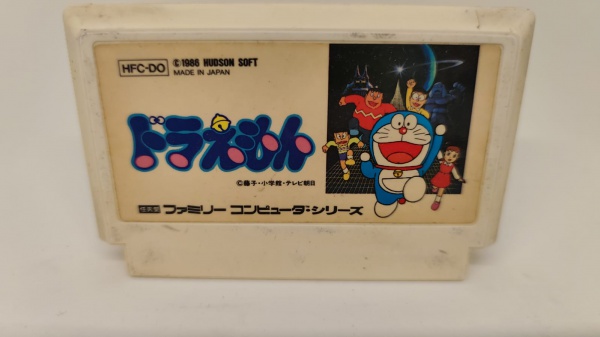 HFC-DO
©1986 HUDSON SOFT
MADE IN JAPAN
ドラえもん
©藤子・小学館・テレビ朝日
ファミリー コンピュータ・シリーズ